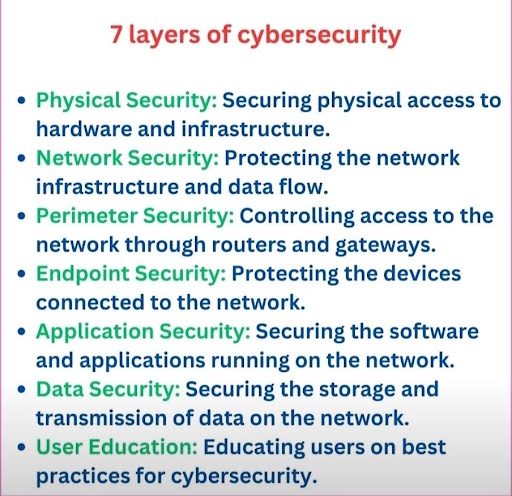 7 layers of cybersecurity
• Physical Security: Securing physical access to
hardware and infrastructure.
• Network Security: Protecting the network
infrastructure and data flow.
• Perimeter Security: Controlling access to the
network through routers and gateways.
• Endpoint Security: Protecting the devices
connected to the network.
• Application Security: Securing the software
and applications running on the network.
• Data Security: Securing the storage and
transmission of data on the network.
• User Education: Educating users on best
practices for cybersecurity.